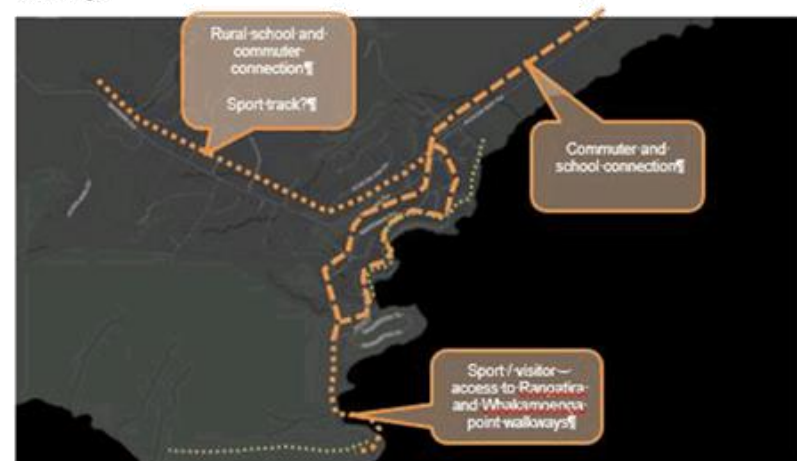 Rural·school·and·
commuter·
connection¶
Sport·track?¶
Commuter·and·
school·connection¶
Sport·/·visitor·–·
access·to·Rangatira·
and·Whakamoenga·
point·walkways¶